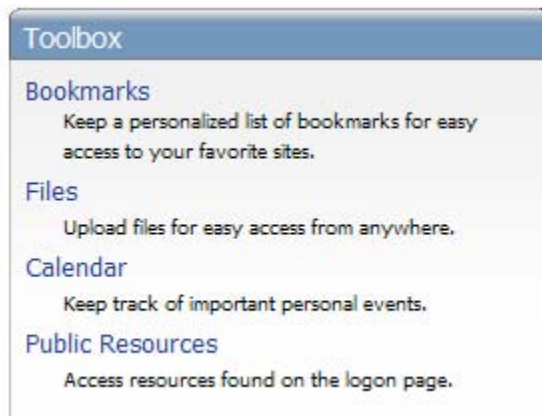 Toolbox
Bookmarks
Keep a personalized list of bookmarks for easy
access to your favorite sites.
Files
Upload files for easy access from anywhere.
Calendar
Keep track of important personal events.
Public Resources
Access resources found on the logon page.